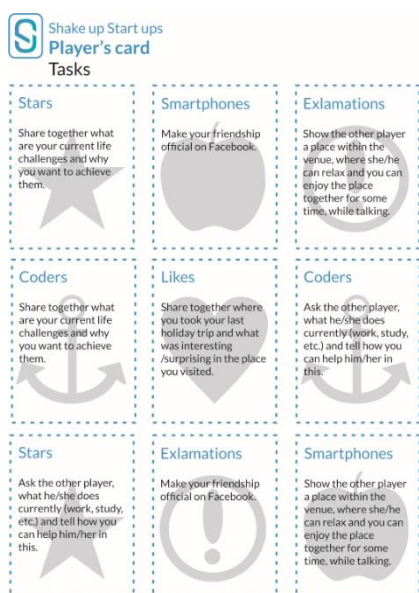 Shake up Start ups
Player's card
Tasks
Stars
Share together what
are your current life
challenges and why
you want to achieve
them.
Smartphones
Make your friendship
official on Facebook.
Exlamations
Show the other player
a place within the
venue, where she/he
can relax and you can
enjoy the place
together for some
time, while talking.
Coders
Share together what
are your current life
challenges and why
you want to achieve
them.
Likes
Share together where
you took your last
holiday trip and what
was interesting
/surprising in the place
you visited.
Coders
Ask the other player,
what he/she does
currently (work, study,
etc.) and tell how you
can help him/her in
this.
Stars
Ask the other player,
what he/she does
currently (work, study,
etc.) and tell how you
can help him/her in
this.
Exlamations
Make your friendship
official on Facebook.
Smartphones
Show the other player
a place within the
venue, where she/he
can relax and you can
enjoy the place
together for some
time, while talking.